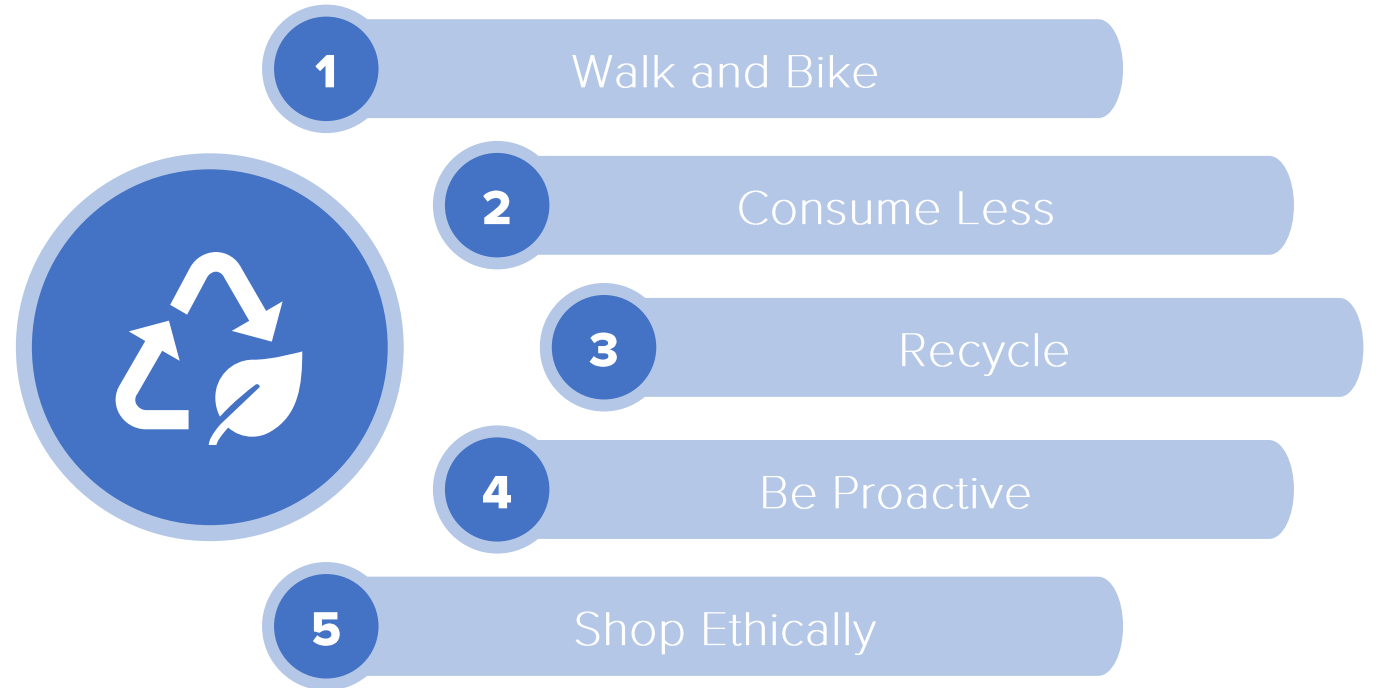 1
Walk and Bike
2
Consume Less
3
Recycle
4
Be Proactive
5
Shop Ethically